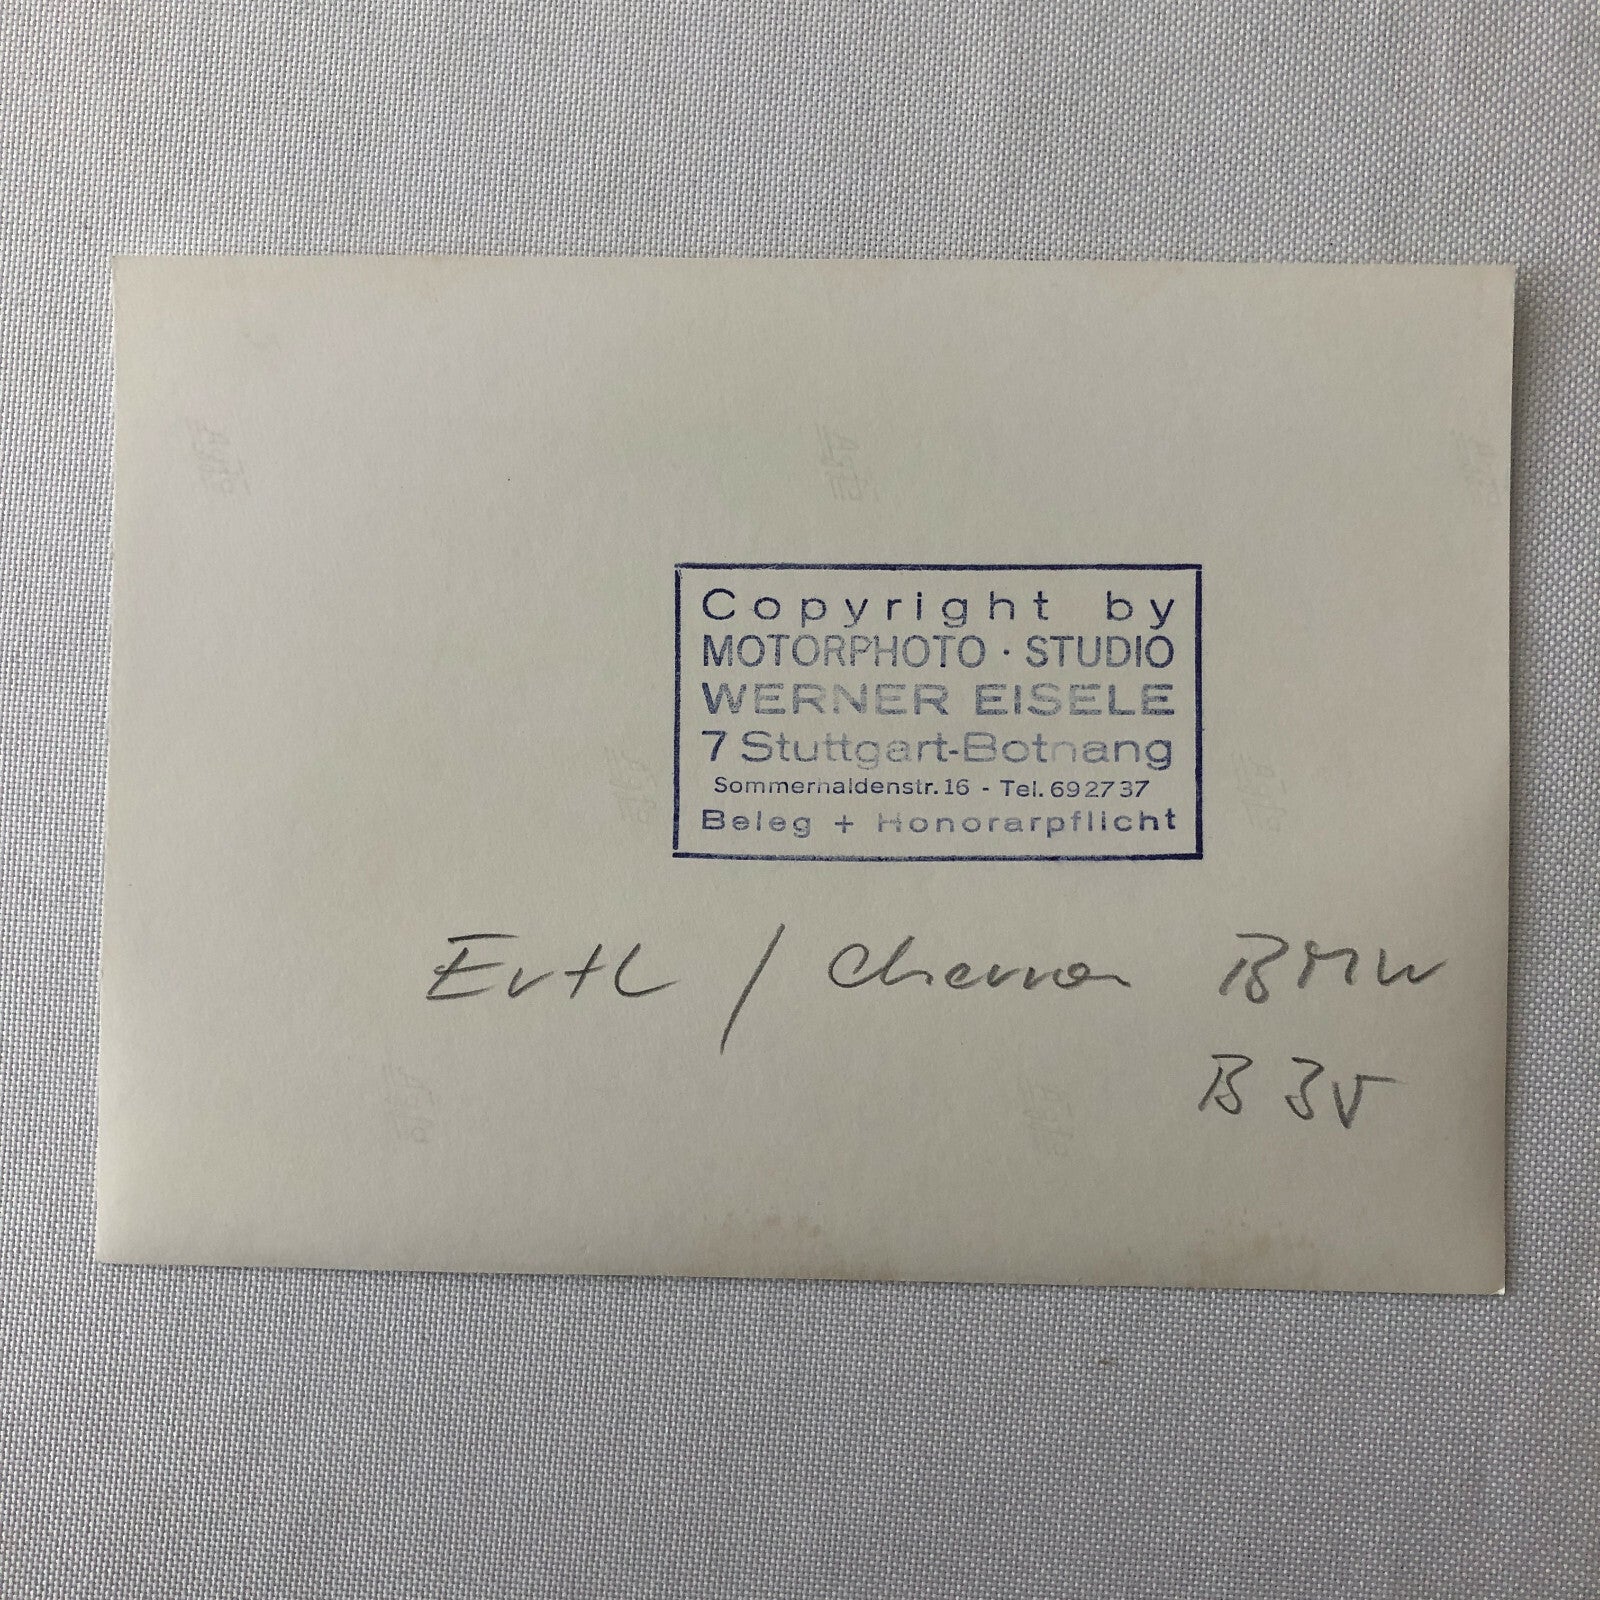 Copyright by
MOTORPHOTO · STUDIO
WERNER EISELE
7 Stuttgart-Botnang
Sommerhaldenstr. 16 - Tel. 69 27 37
Beleg + Honorarpflicht
Ertl / Chevron BMW
B 35